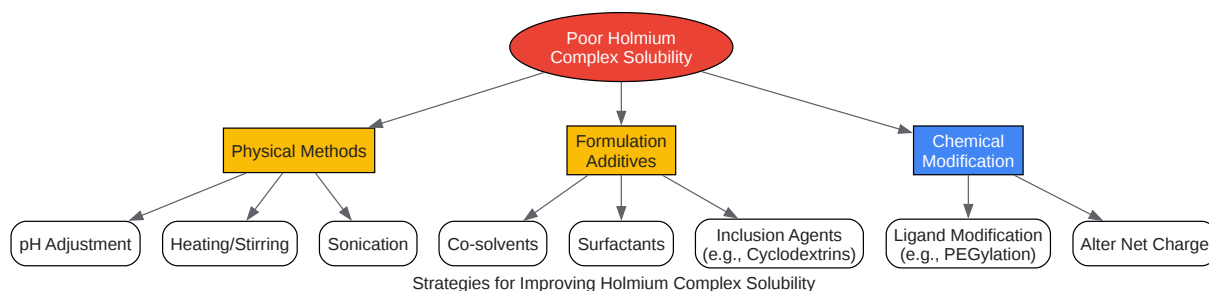 Poor Holmium
Complex Solubility
Physical Methods
Formulation
Additives
Chemical
Modification
pH Adjustment
Heating/Stirring
Sonication
Co-solvents
Surfactants
Inclusion Agents
(e.g., Cyclodextrins)
Ligand Modification
(e.g., PEGylation)
Alter Net Charge
Strategies for Improving Holmium Complex Solubility